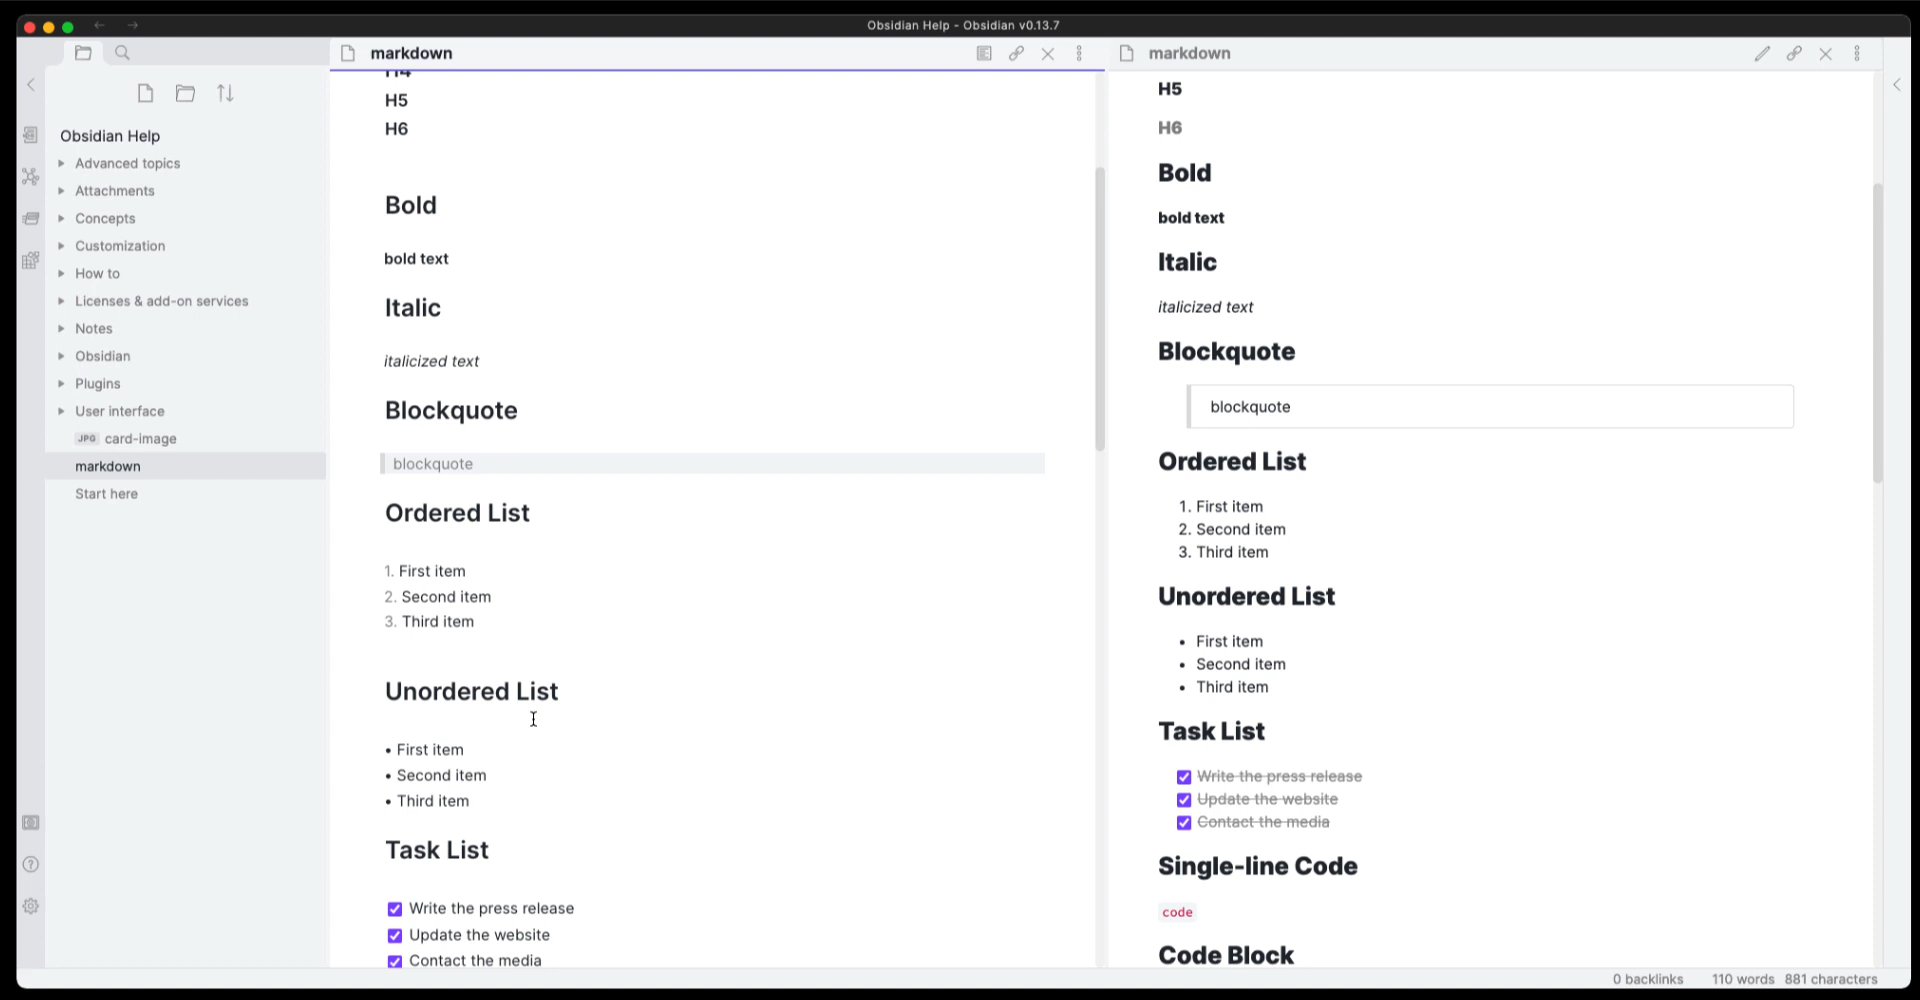 Obsidian Help - Obsidian v0.13.7
Obsidian Help
Advanced topics
Attachments
Concepts
Customization
How to
Licenses & add-on services
Notes
Obsidian
Plugins
User interface
JPG card-image
markdown
Start here
markdown
H4
H5
H6
Bold
bold text
Italic
italicized text
Blockquote
blockquote
Ordered List
1. First item
2. Second item
3. Third item
Unordered List
• First item
• Second item
• Third item
Task List
Write the press release
Update the website
Contact the media
markdown
H5
H6
Bold
bold text
Italic
italicized text
Blockquote
blockquote
Ordered List
1. First item
2. Second item
3. Third item
Unordered List
• First item
• Second item
• Third item
Task List
Write the press release
Update the website
Contact the media
Single-line Code
code
Code Block
0 backlinks 110 words 881 characters